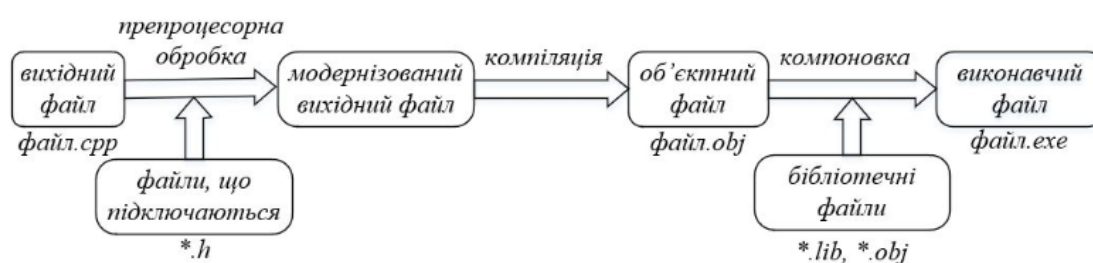 препроцесорна
обробка
вихідний
файл
файл.cpp
файли, що
підключаються
*.h
модернізований
вихідний файл
компіляція
об’єктний
файл
файл.obj
компоновка
бібліотечні
файли
*.lib, *.obj
виконавчий
файл
файл.exe